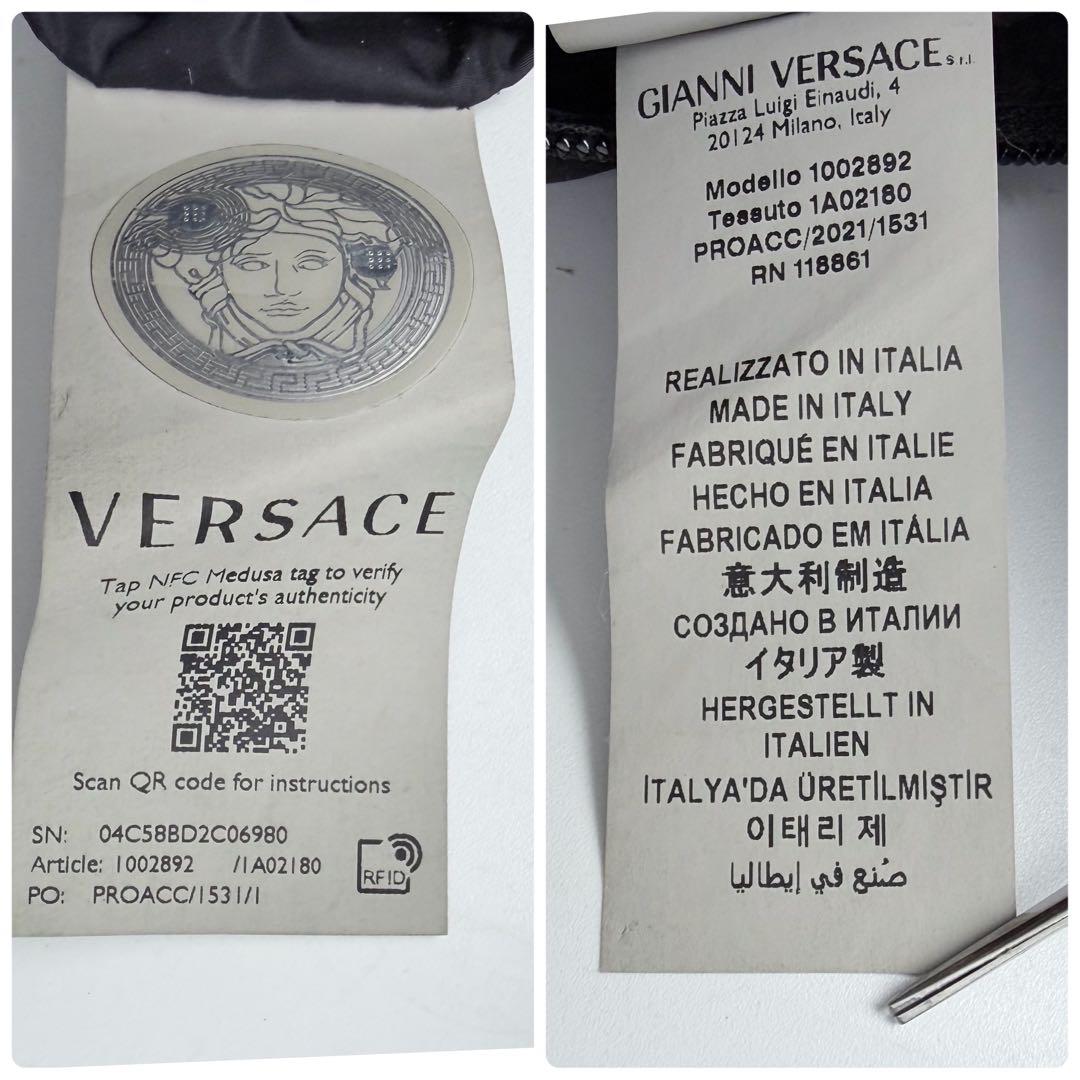 VERSACE
Tap NFC Medusa tag to verify
your product's authenticity
Scan QR code for instructions
SN: 04C58BD2C06980
Article: 1002892 /1A02180
PO: PROACC/1531/1
RFID
GIANNI VERSACE S.r.l.
Piazza Luigi Einaudi, 4
20124 Milano, Italy
Modello 1002892
Tessuto 1A02180
PROACC/2021/1531
RN 118861
REALIZZATO IN ITALIA
MADE IN ITALY
FABRIQUÉ EN ITALIE
HECHO EN ITALIA
FABRICADO EM ITÁLIA
意大利制造
СОЗДАНО В ИТАЛИИ
イタリア製
HERGESTELLT IN
ITALIEN
İTALYA'DA ÜRETİLMİŞTİR
이태리 제
صُنع في إيطاليا